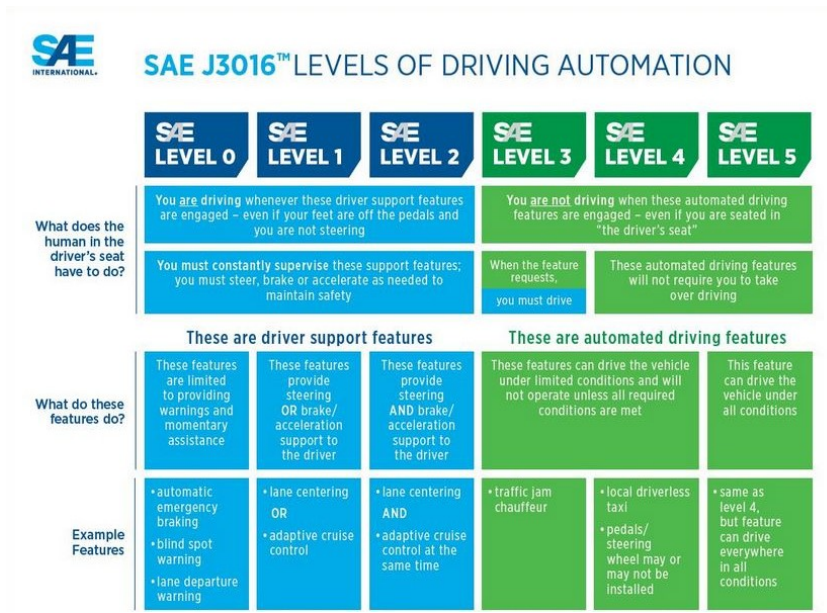 SAE
INTERNATIONAL®
SAE J3016™ LEVELS OF DRIVING AUTOMATION
SAE
LEVEL 0
SAE
LEVEL 1
SAE
LEVEL 2
SAE
LEVEL 3
SAE
LEVEL 4
SAE
LEVEL 5
What does the
human in the
driver's seat
have to do?
You are driving whenever these driver support features
are engaged – even if your feet are off the pedals and
you are not steering
You are not driving when these automated driving
features are engaged – even if you are seated in
"the driver's seat"
You must constantly supervise these support features;
you must steer, brake or accelerate as needed to
maintain safety
When the feature
requests,
you must drive
These automated driving features
will not require you to take
over driving
These are driver support features
These are automated driving features
What do these
features do?
These features
are limited
to providing
warnings and
momentary
assistance
These features
provide
steering
OR brake/
acceleration
support to
the driver
These features
provide
steering
AND brake/
acceleration
support to
the driver
These features can drive the vehicle
under limited conditions and will
not operate unless all required
conditions are met
This feature
can drive the
vehicle under
all conditions
Example
Features
• automatic
emergency
braking
• blind spot
warning
• lane departure
warning
• lane centering
OR
• adaptive cruise
control
• lane centering
AND
• adaptive cruise
control at the
same time
• traffic jam
chauffeur
• local driverless
taxi
• pedals/
steering
wheel may or
may not be
installed
• same as
level 4,
but feature
can drive
everywhere
in all
conditions